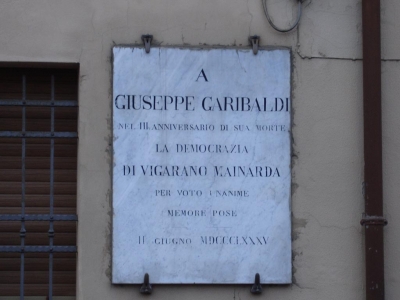 A
GIUSEPPE GARIBALDI
NEL III ANNIVERSARIO DI SUA MORTE
LA DEMOCRAZIA
DI VIGARANO MAINARDA
PER VOTO UNANIME
MEMORE POSE
II GIUGNO MDCCCLXXXV